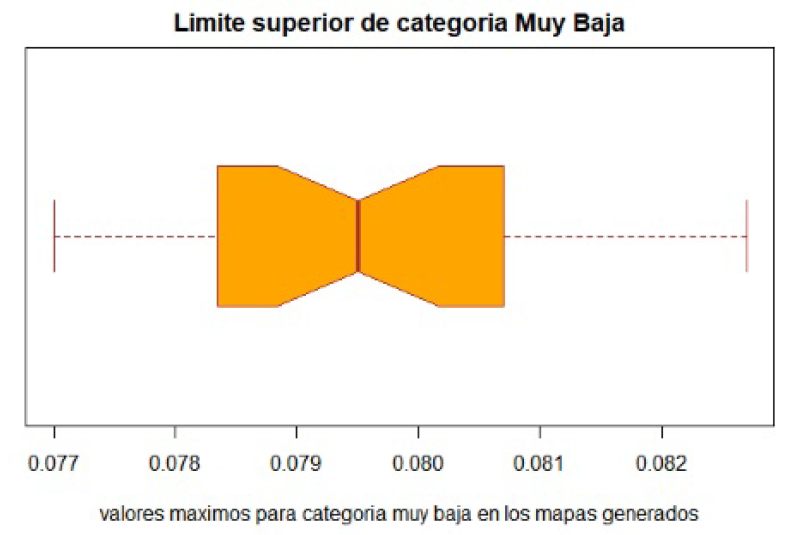 Limite superior de categoria Muy Baja
0.077 0.078 0.079 0.080 0.081 0.082
valores maximos para categoria muy baja en los mapas generados